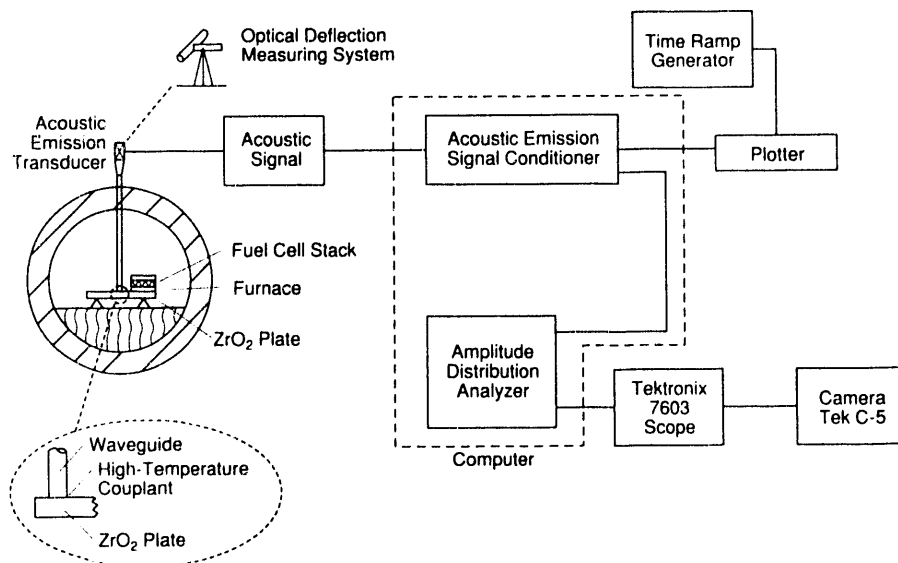 Optical Deflection
Measuring System
Time Ramp
Generator
Acoustic
Emission
Transducer
Acoustic
Signal
Acoustic Emission
Signal Conditioner
Plotter
Fuel Cell Stack
Furnace
ZrO₂ Plate
Amplitude
Distribution
Analyzer
Tektronix
7603
Scope
Camera
Tek C-5
Computer
Waveguide
High-Temperature
Couplant
ZrO₂ Plate